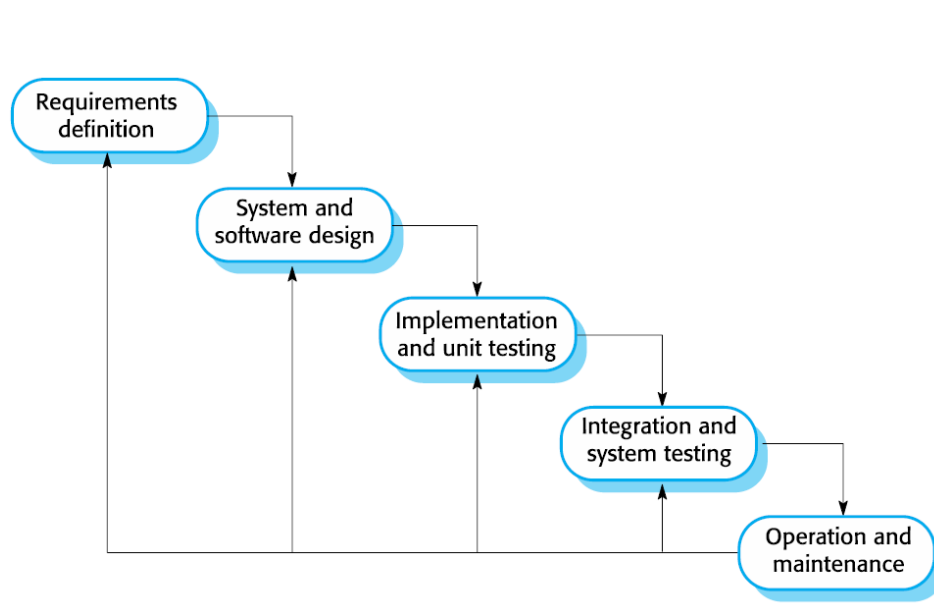 Requirements
definition
System and
software design
Implementation
and unit testing
Integration and
system testing
Operation and
maintenance